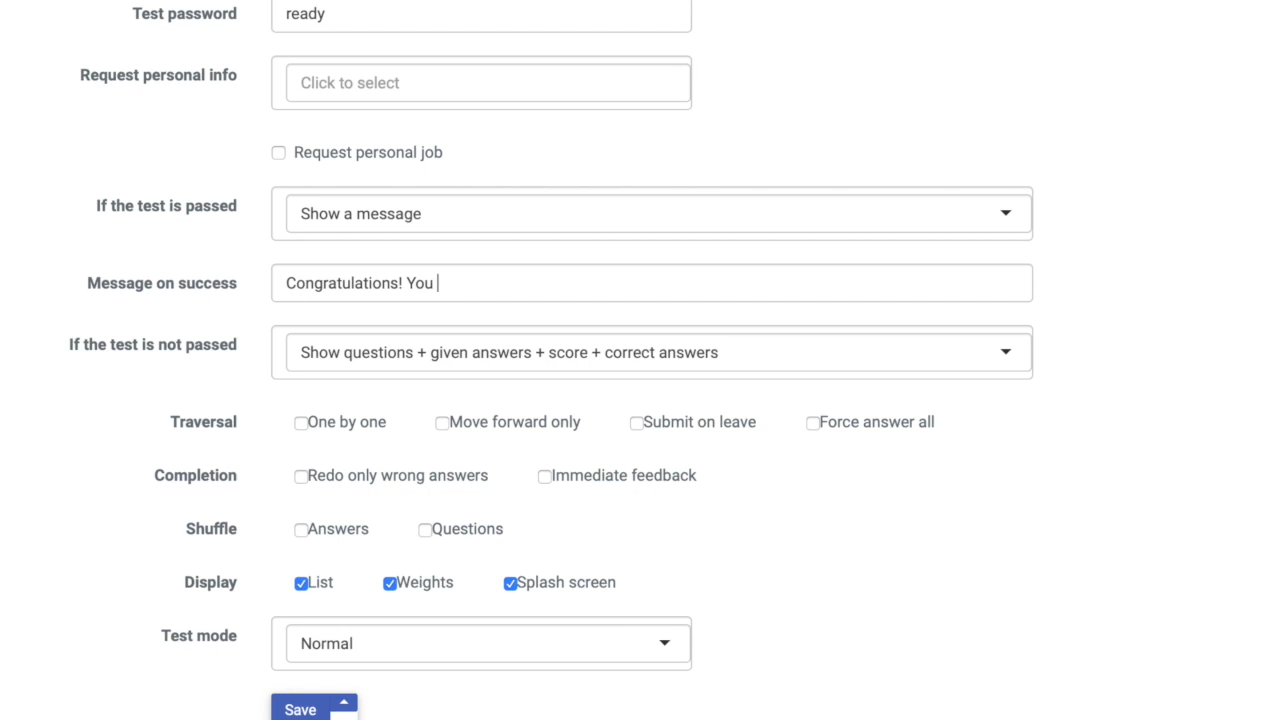 Test password ready
Request personal info Click to select
Request personal job
If the test is passed Show a message
Message on success Congratulations! You
If the test is not passed Show questions + given answers + score + correct answers
Traversal One by one Move forward only Submit on leave Force answer all
Completion Redo only wrong answers Immediate feedback
Shuffle Answers Questions
Display List Weights Splash screen
Test mode Normal
Save